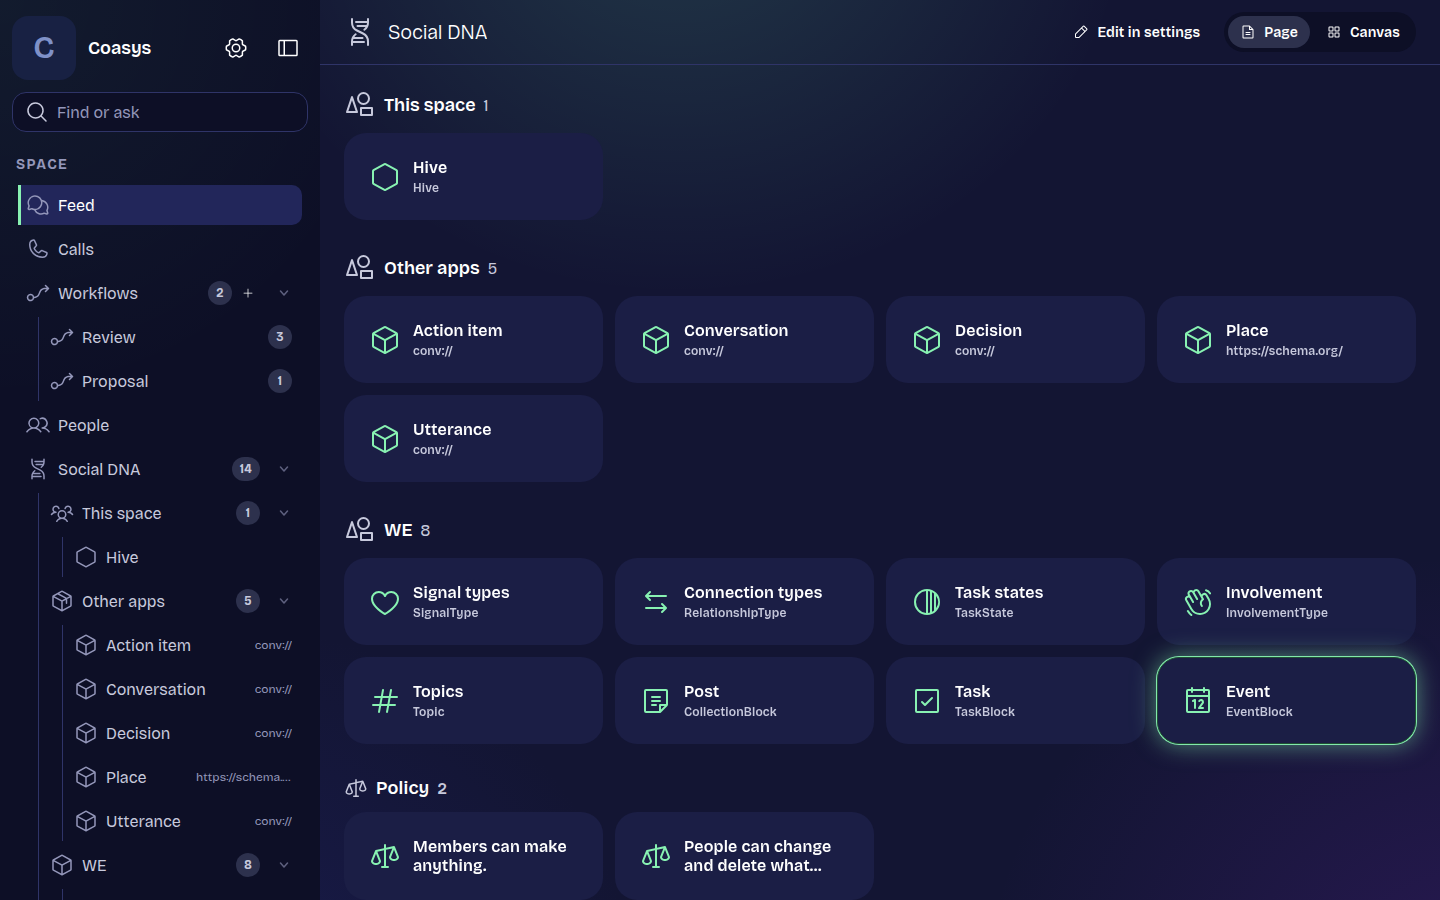 C
Coasys
Find or ask
SPACE
Feed
Calls
Workflows 2
Review 3
Proposal 1
People
Social DNA 14
This space 1
Hive
Other apps 5
Action item conv://
Conversation conv://
Decision conv://
Place https://schema....
Utterance conv://
WE 8
Social DNA
Edit in settings
Page
Canvas
This space 1
Hive
Hive
Other apps 5
Action item
conv://
Conversation
conv://
Decision
conv://
Place
https://schema.org/
Utterance
conv://
WE 8
Signal types
SignalType
Connection types
RelationshipType
Task states
TaskState
Involvement
InvolvementType
Topics
Topic
Post
CollectionBlock
Task
TaskBlock
12
Event
EventBlock
Policy 2
Members can make
anything.
People can change
and delete what...